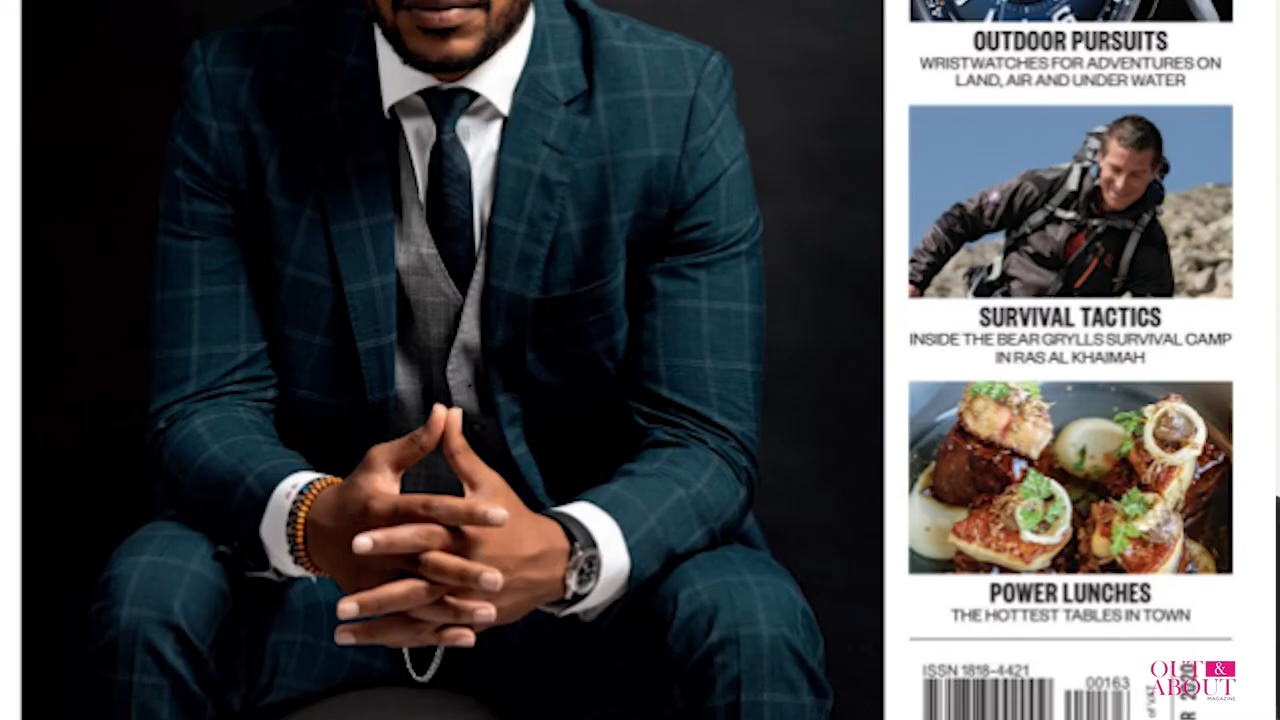 OUTDOOR PURSUITS
WRISTWATCHES FOR ADVENTURES ON
LAND, AIR AND UNDER WATER
SURVIVAL TACTICS
INSIDE THE BEAR GRYLLS SURVIVAL CAMP
IN RAS AL KHAIMAH
POWER LUNCHES
THE HOTTEST TABLES IN TOWN
ISSN 1818-4421
00163
OUT &
ABOUT
MAGAZINE